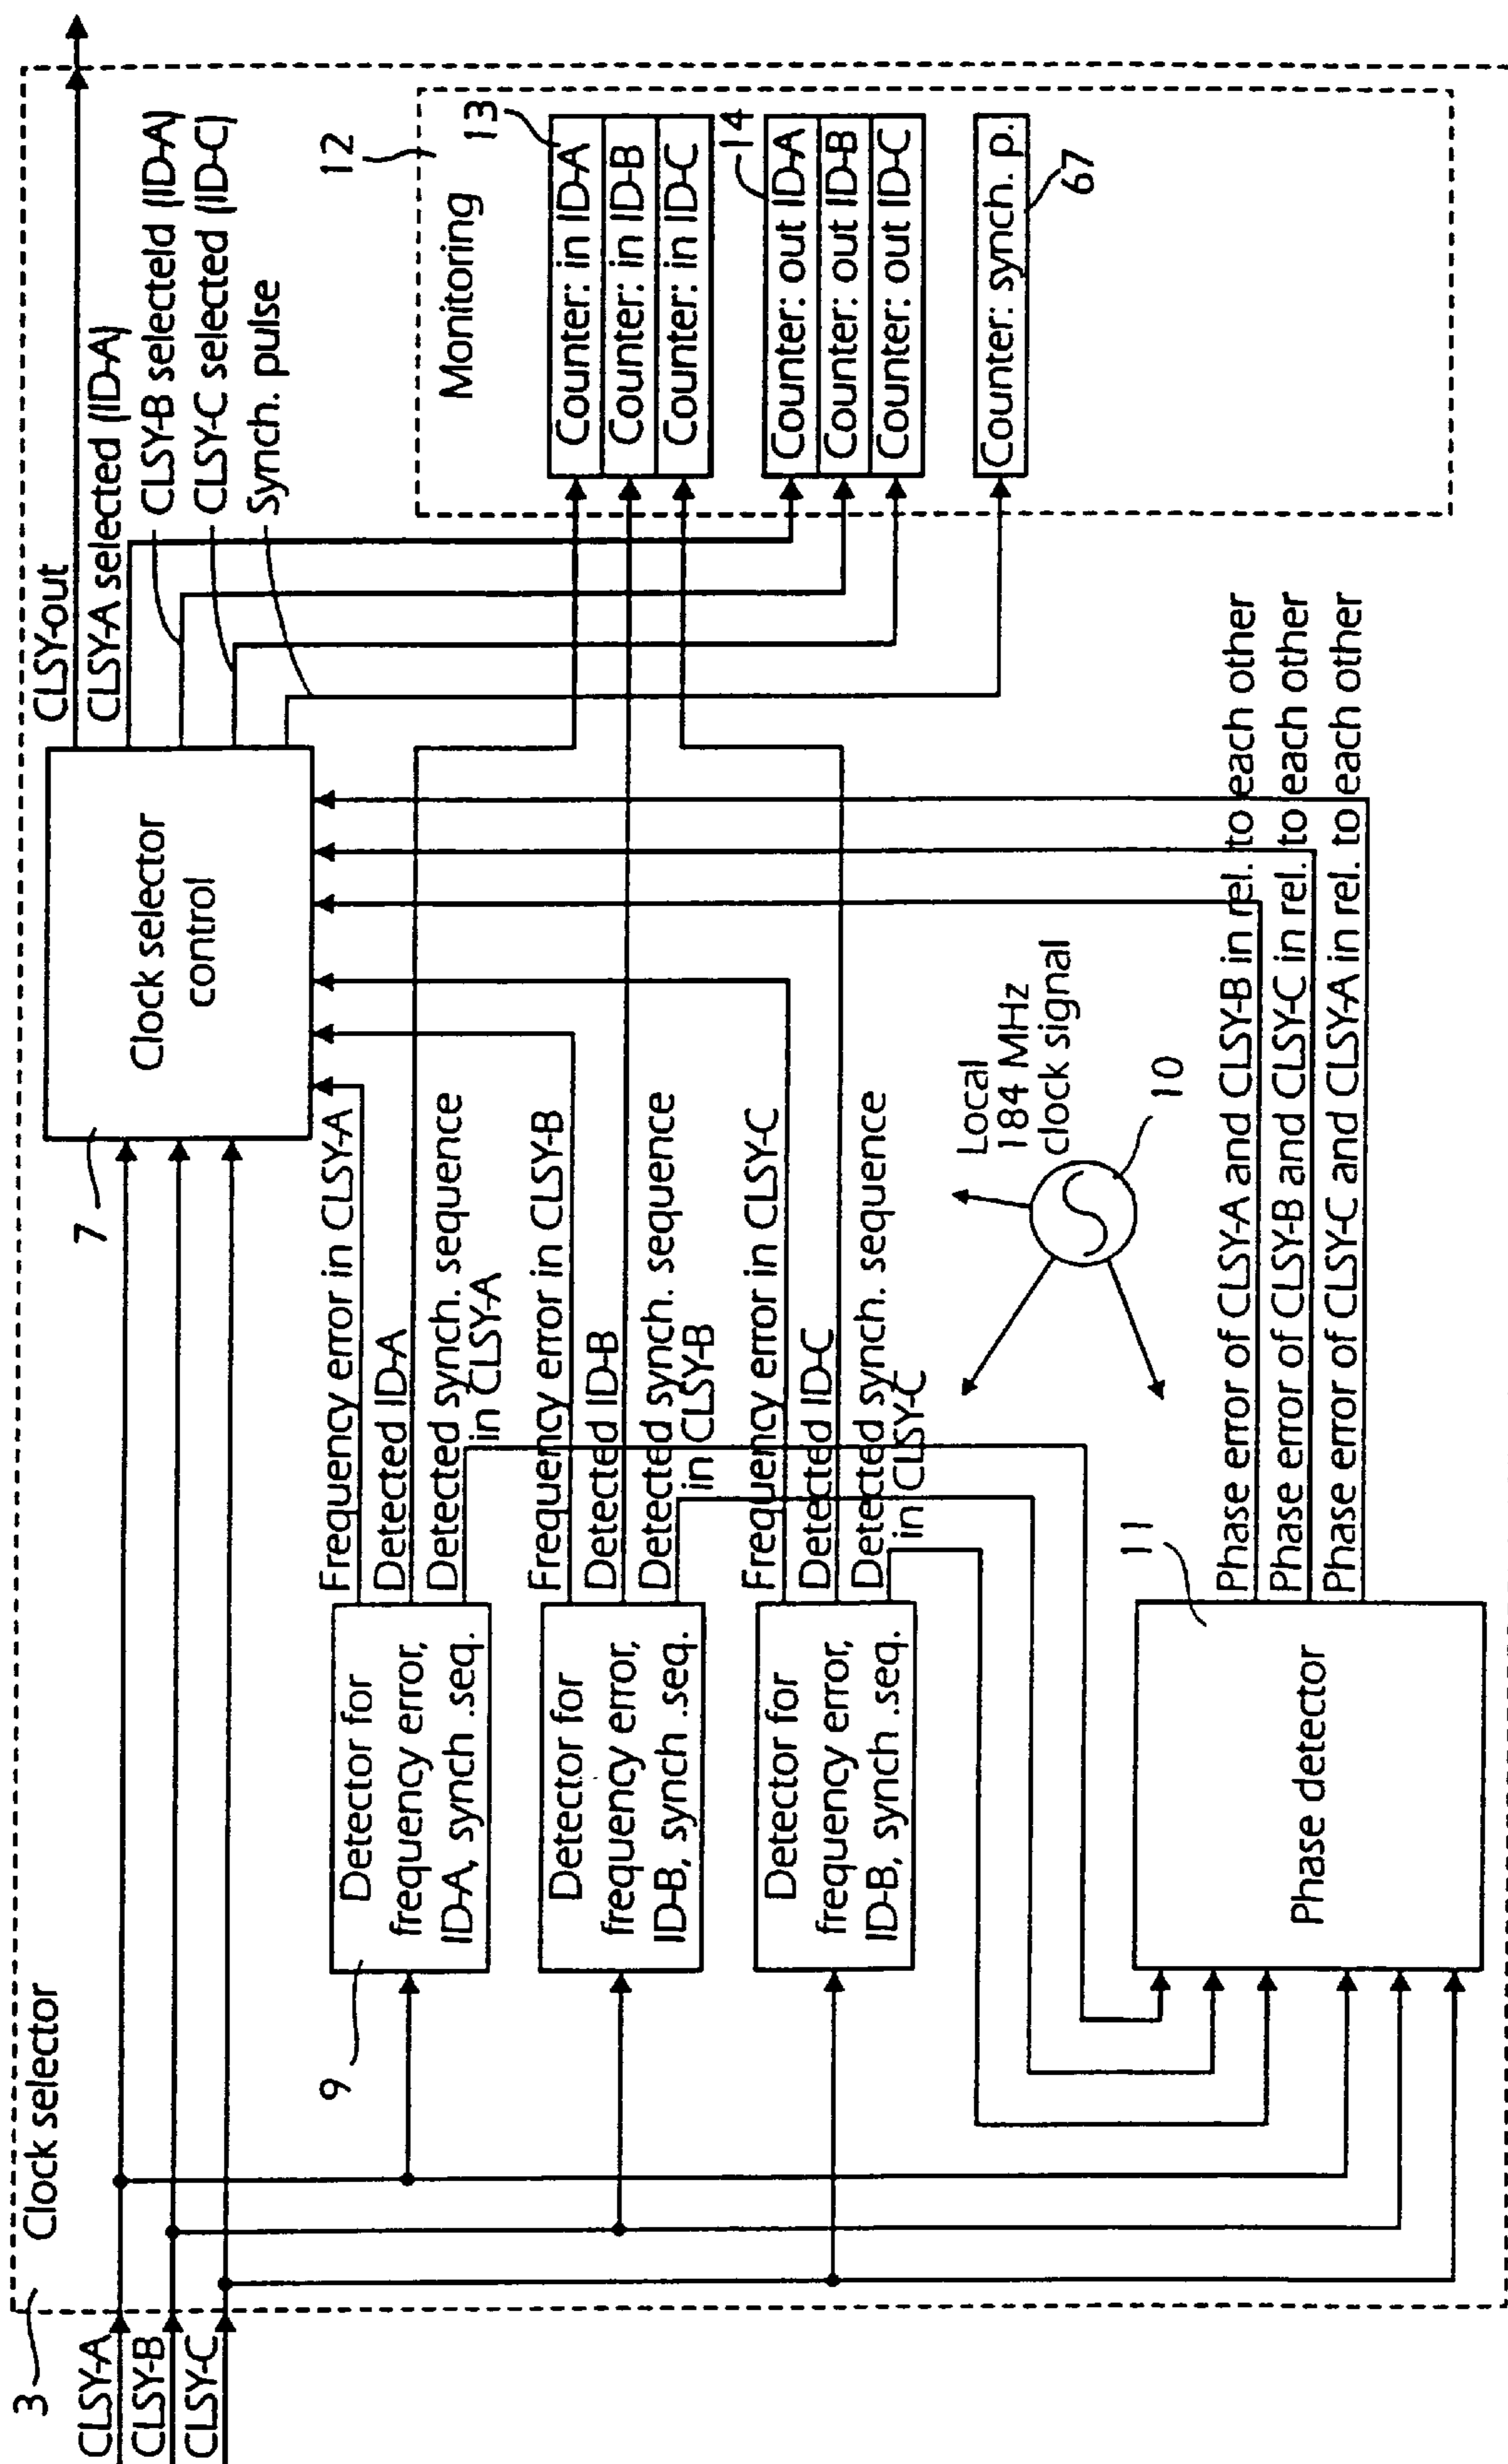 3
Clock selector
CLSY-A
CLSY-B
CLSY-C
7
Clock selector
control
CLSY-out
CLSY-A selected (ID-A)
CLSY-B selecteld (ID-A)
CLSY-C selected (ID-C)
Synch. pulse
9
Detector for
frequency error,
ID-A, synch .seq.
Frequency error in CLSY-A
Detected ID-A
Detected synch. sequence
in CLSY-A
Detector for
frequency error,
ID-B, synch .seq.
Frequency error in CLSY-B
Detected ID-B
Detected synch. sequence
in CLSY-B
Detector for
frequency error,
ID-B, synch .seq.
Frequency error in CLSY-C
Detected ID-C
Detected synch. sequence
in CLSY-C
Local
184 MHz
clock signal
10
11
Phase detector
Phase error of CLSY-A and CLSY-B in rel. to each other
Phase error of CLSY-B and CLSY-C in rel. to each other
Phase error of CLSY-C and CLSY-A in rel. to each other
12
Monitoring
13
Counter: in ID-A
Counter: in ID-B
Counter: in ID-C
14
Counter: out ID-A
Counter: out ID-B
Counter: out ID-C
Counter: synch. p.
67